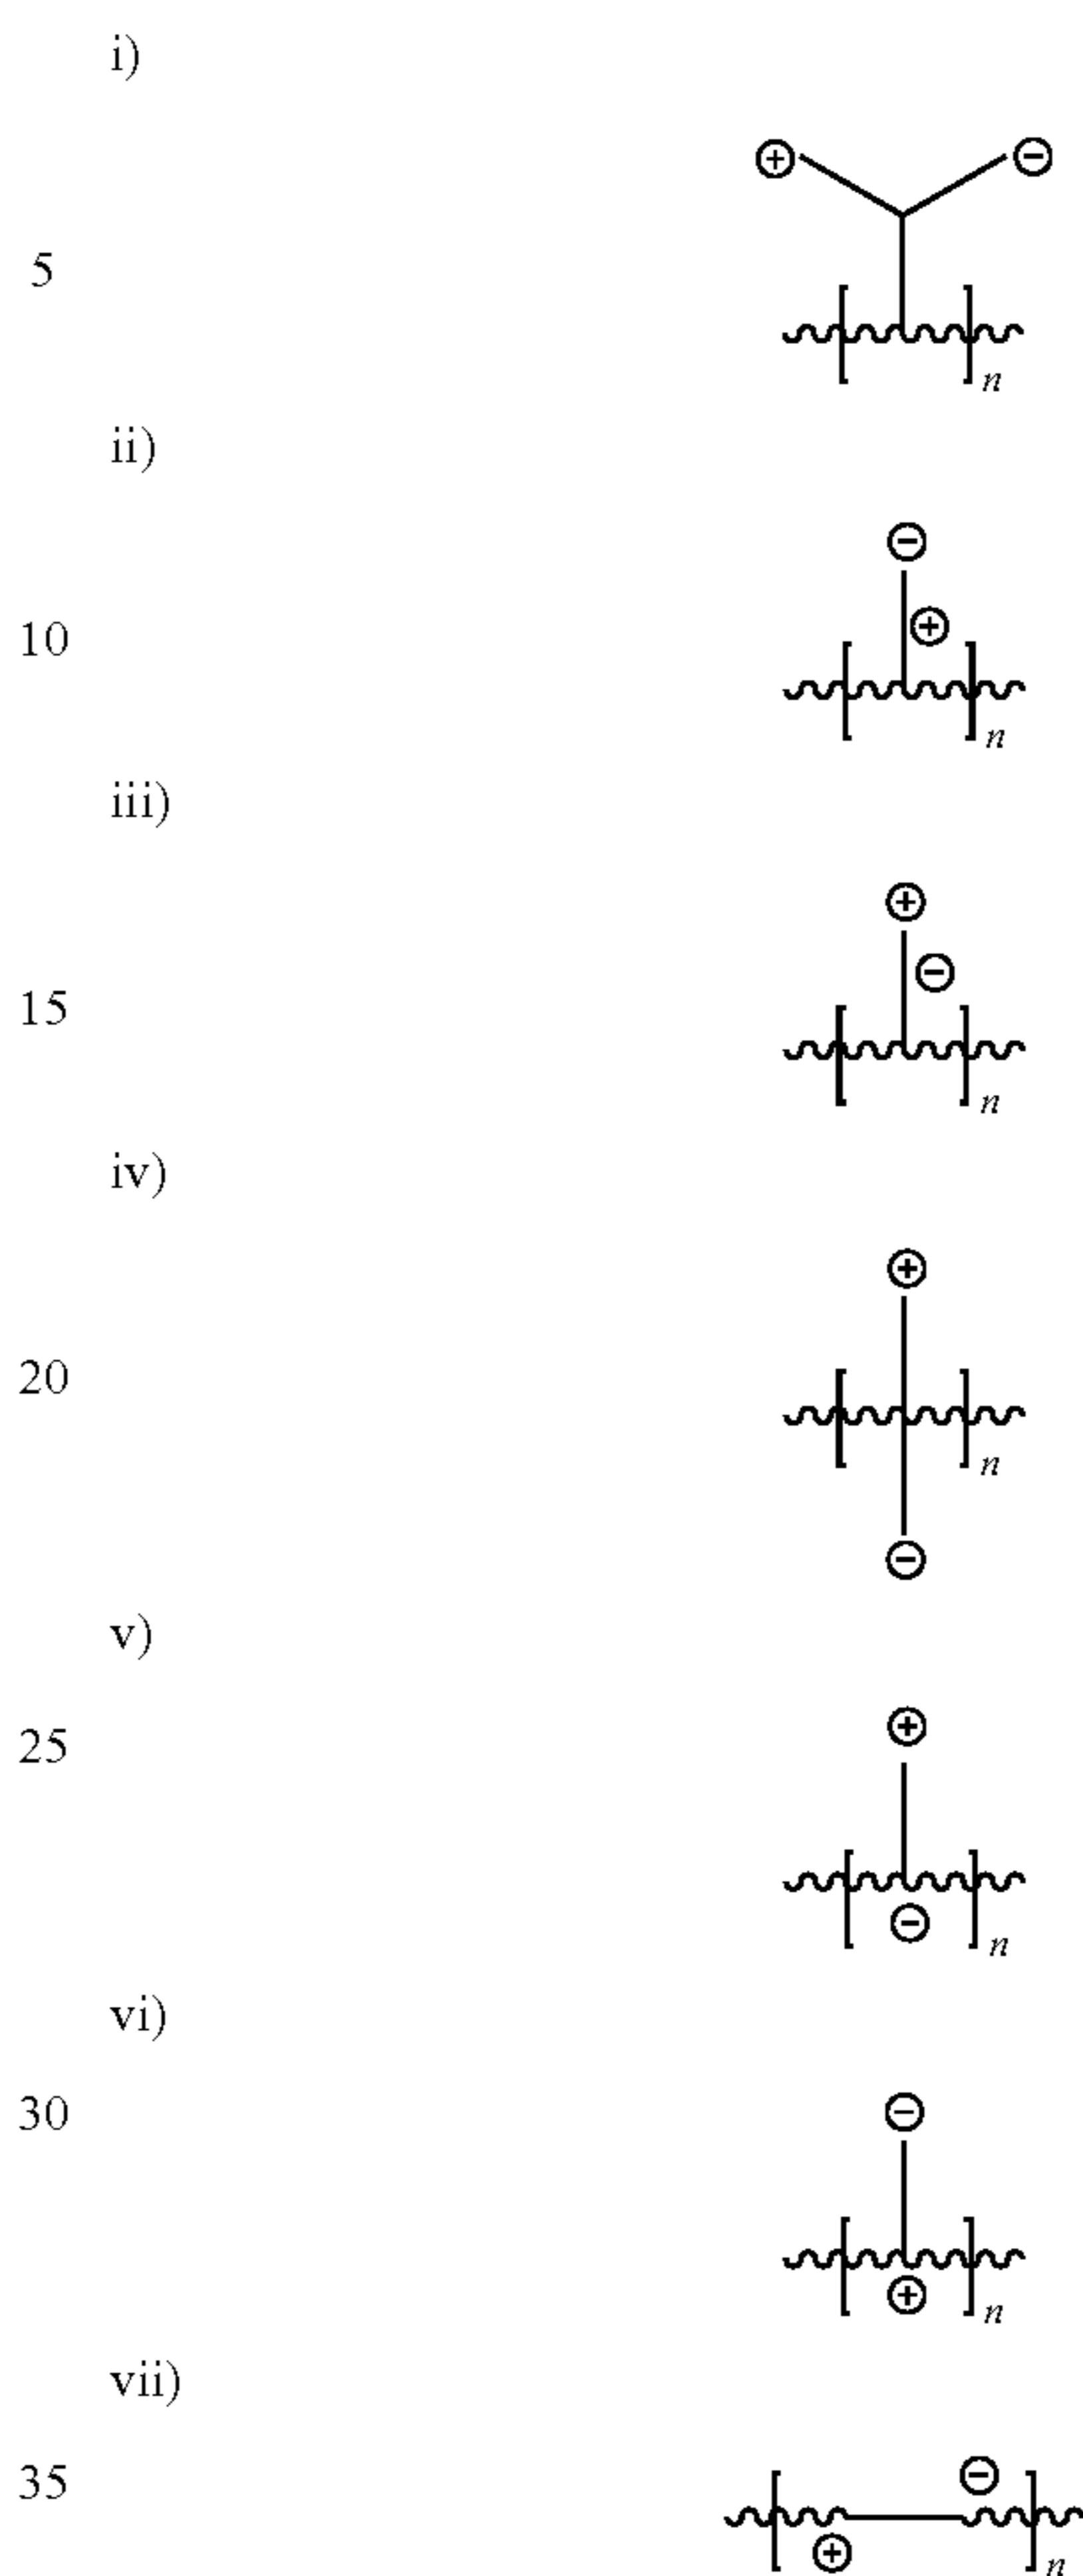 i)
⊕ ⊖
5
n
ii)
⊖
10 ⊕
n
iii)
⊕
15 ⊖
n
iv)
⊕
20
n
⊖
v)
25 ⊕
⊖
n
vi)
30 ⊖
⊕
n
vii)
35 ⊖
⊕
n